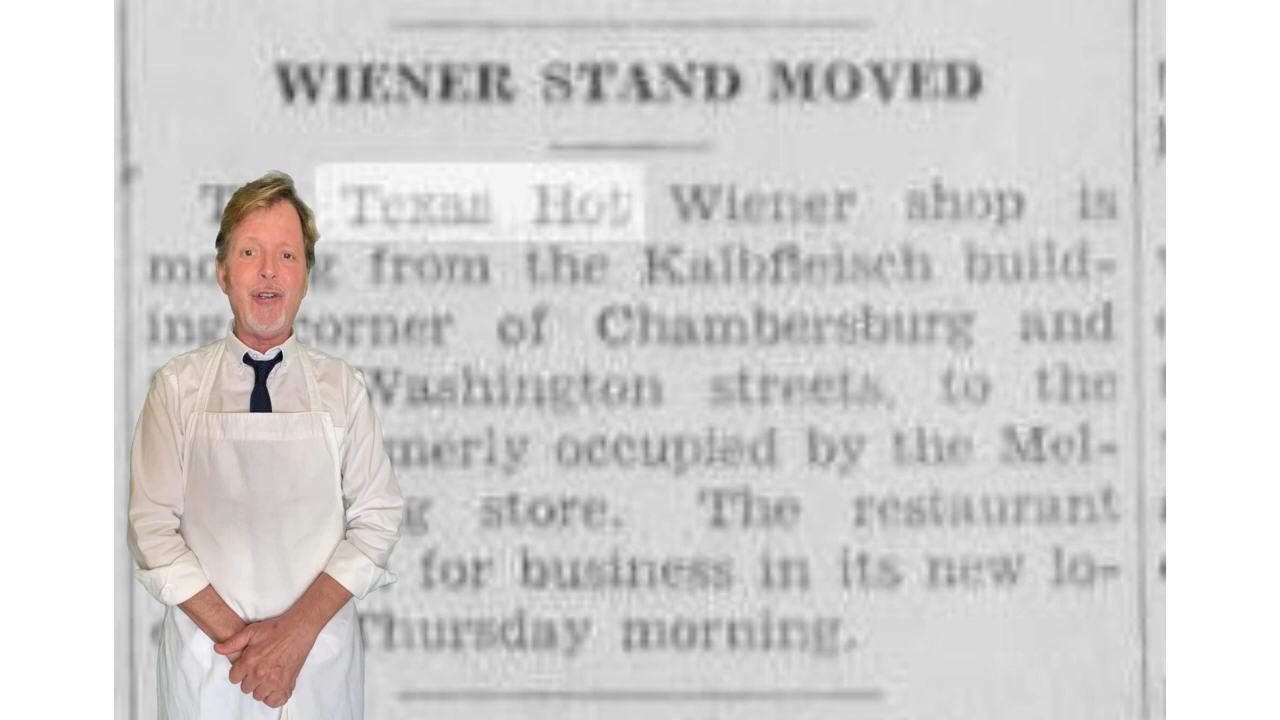 WIENER STAND MOVED
Texas Hot Wiener shop is
from the Kalbfleisch build-
ing corner of Chambersburg and
Washington streets, to the
occupied by the Mel-
store. The restaurant
for business in its new lo-
Thursday morning.